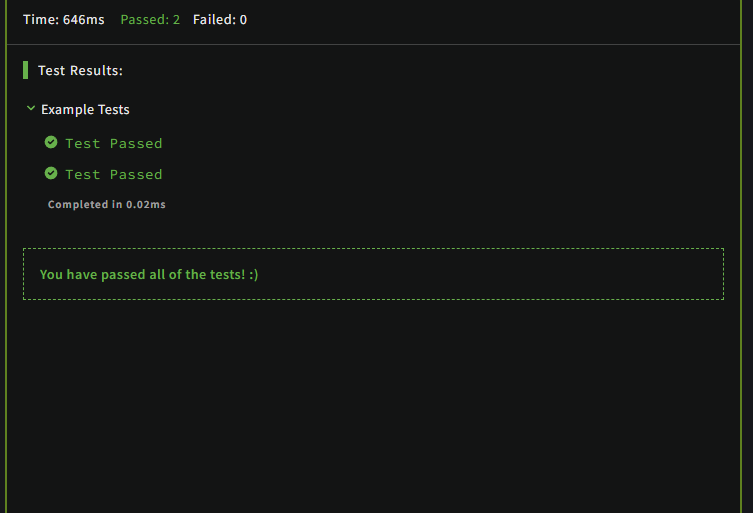 Time: 646ms Passed: 2 Failed: 0
Test Results:
Example Tests
Test Passed
Test Passed
Completed in 0.02ms
You have passed all of the tests! :)